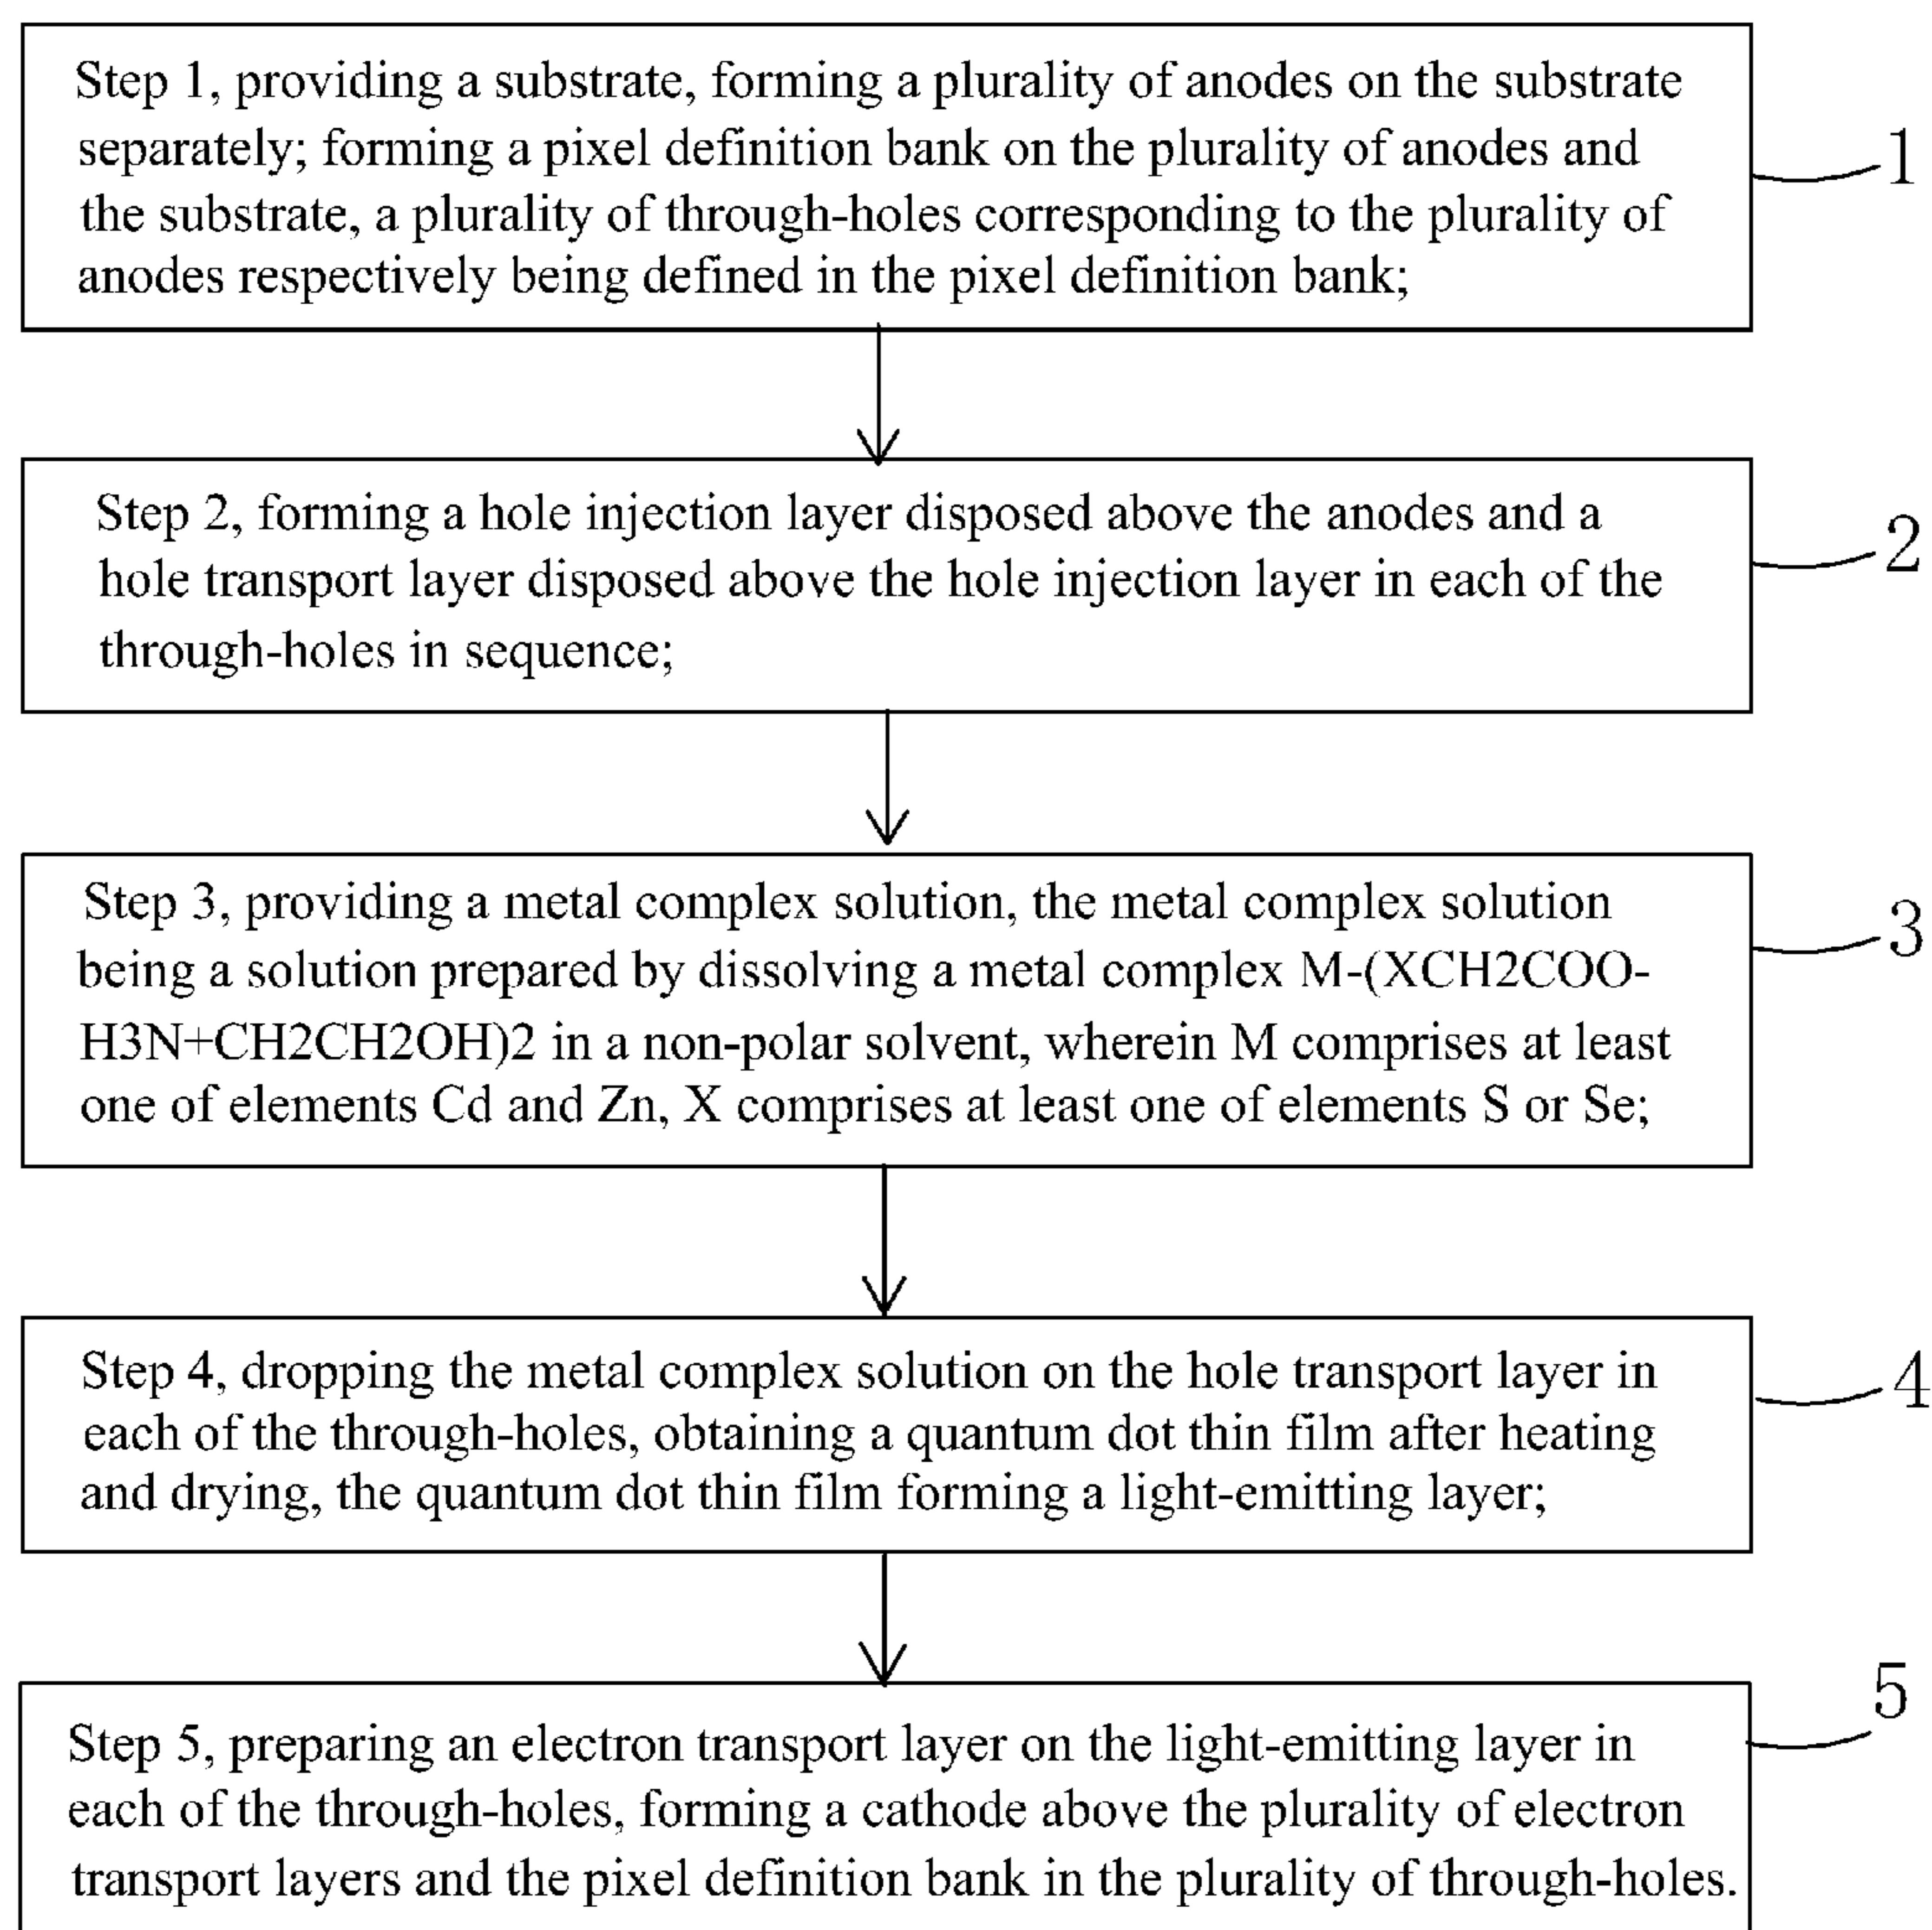 Step 1, providing a substrate, forming a plurality of anodes on the substrate
separately; forming a pixel definition bank on the plurality of anodes and
the substrate, a plurality of through-holes corresponding to the plurality of
anodes respectively being defined in the pixel definition bank;
1
Step 2, forming a hole injection layer disposed above the anodes and a
hole transport layer disposed above the hole injection layer in each of the
through-holes in sequence;
2
Step 3, providing a metal complex solution, the metal complex solution
being a solution prepared by dissolving a metal complex M-(XCH2COO-
H3N+CH2CH2OH)2 in a non-polar solvent, wherein M comprises at least
one of elements Cd and Zn, X comprises at least one of elements S or Se;
3
Step 4, dropping the metal complex solution on the hole transport layer in
each of the through-holes, obtaining a quantum dot thin film after heating
and drying, the quantum dot thin film forming a light-emitting layer;
4
Step 5, preparing an electron transport layer on the light-emitting layer in
each of the through-holes, forming a cathode above the plurality of electron
transport layers and the pixel definition bank in the plurality of through-holes.
5